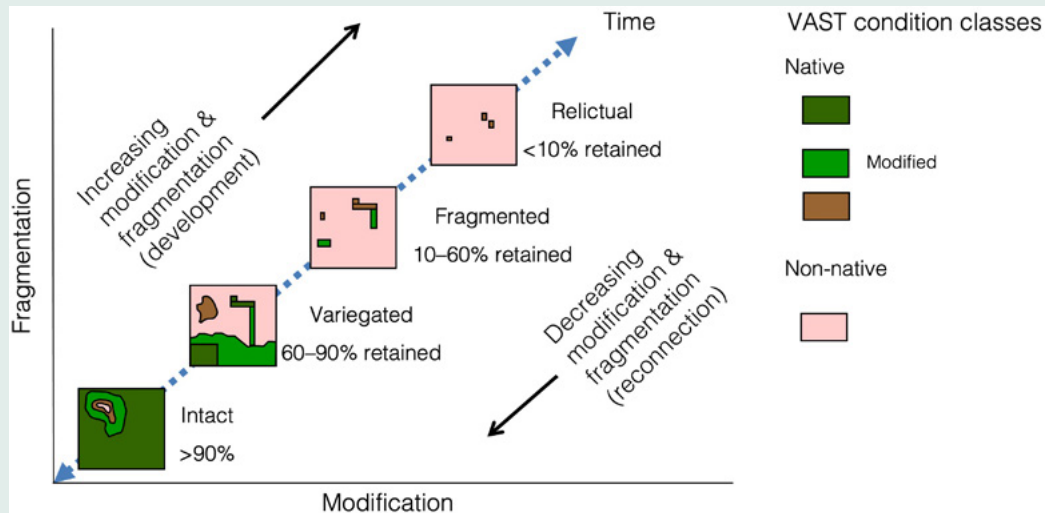 Time
VAST condition classes
Native
Modified
Non-native
Increasing
modification &
fragmentation
(development)
Relictual
<10% retained
Fragmented
10–60% retained
Variegated
60–90% retained
Intact
>90%
Decreasing
modification &
fragmentation
(reconnection)
Fragmentation
Modification